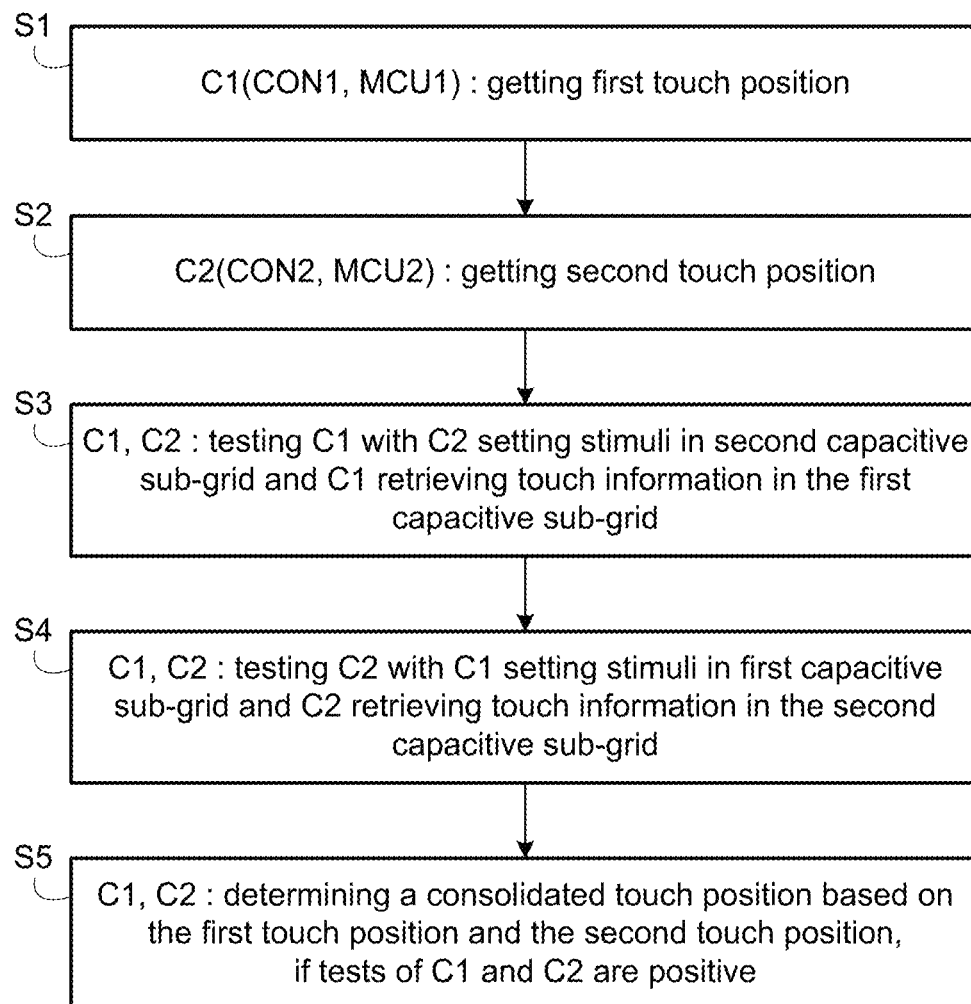 S1
C1(CON1, MCU1) : getting first touch position
S2
C2(CON2, MCU2) : getting second touch position
S3
C1, C2 : testing C1 with C2 setting stimuli in second capacitive
sub-grid and C1 retrieving touch information in the first
capacitive sub-grid
S4
C1, C2 : testing C2 with C1 setting stimuli in first capacitive
sub-grid and C2 retrieving touch information in the second
capacitive sub-grid
S5
C1, C2 : determining a consolidated touch position based on
the first touch position and the second touch position,
if tests of C1 and C2 are positive